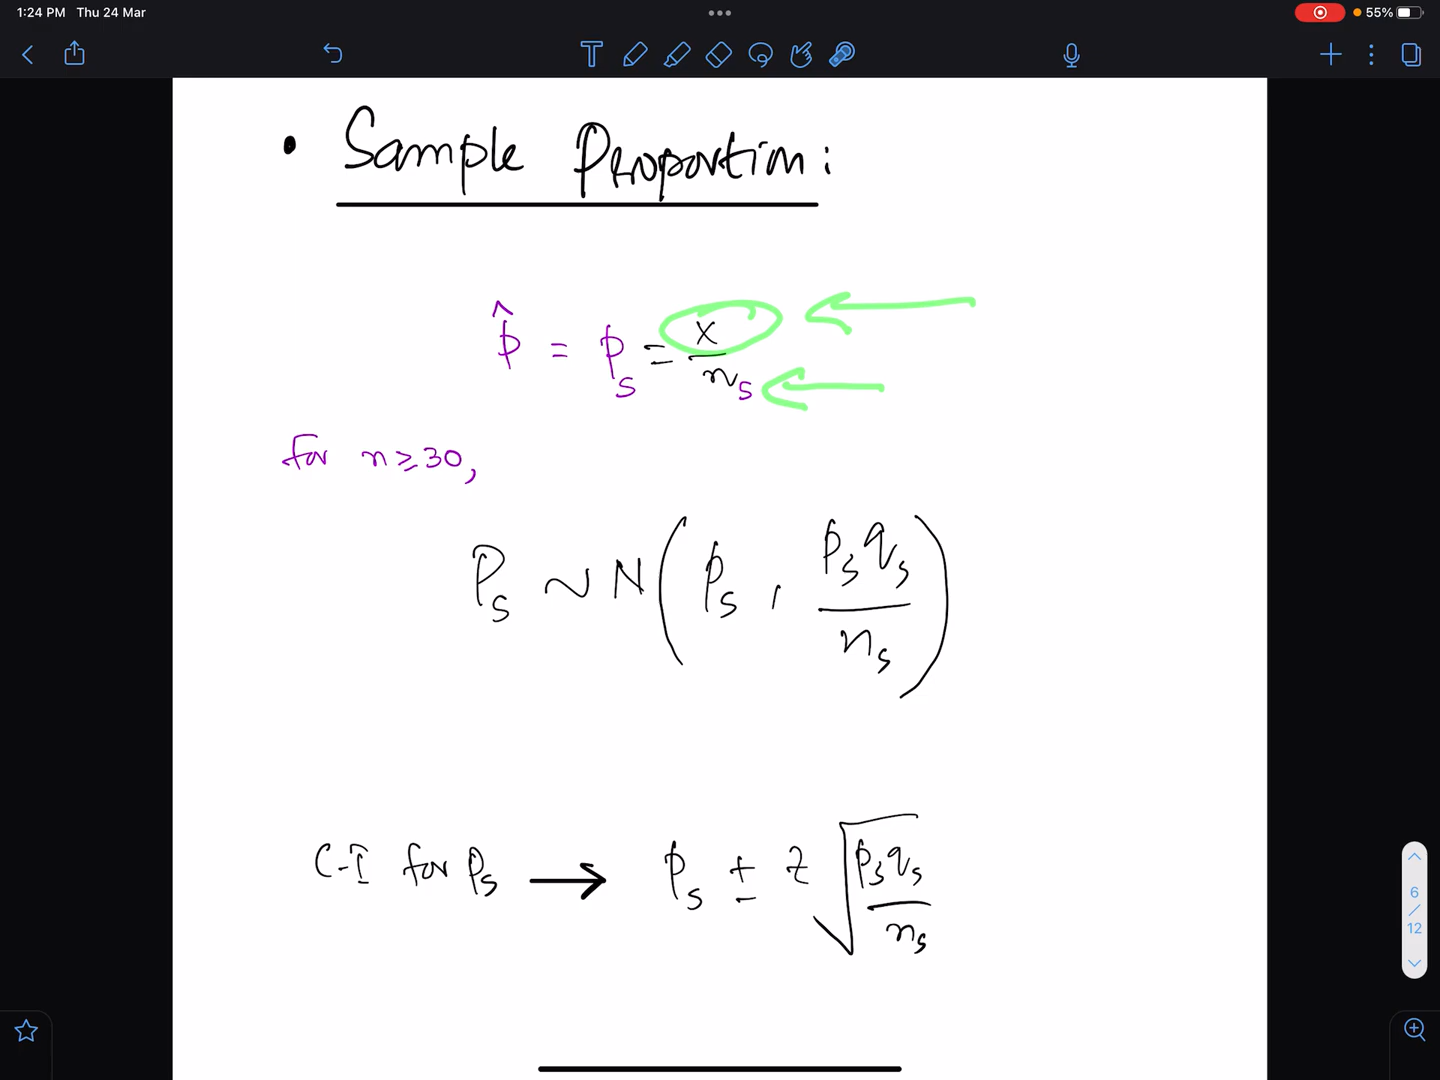 1:24 PM Thu 24 Mar
55%
• Sample Proportion:
p̂ = p_s = x/n_s
for n ≥ 30,
P_s ~ N(p_s, p_s q_s / n_s)
C-I for p_s → p_s ± z √(p_s q_s / n_s)
6
/
12